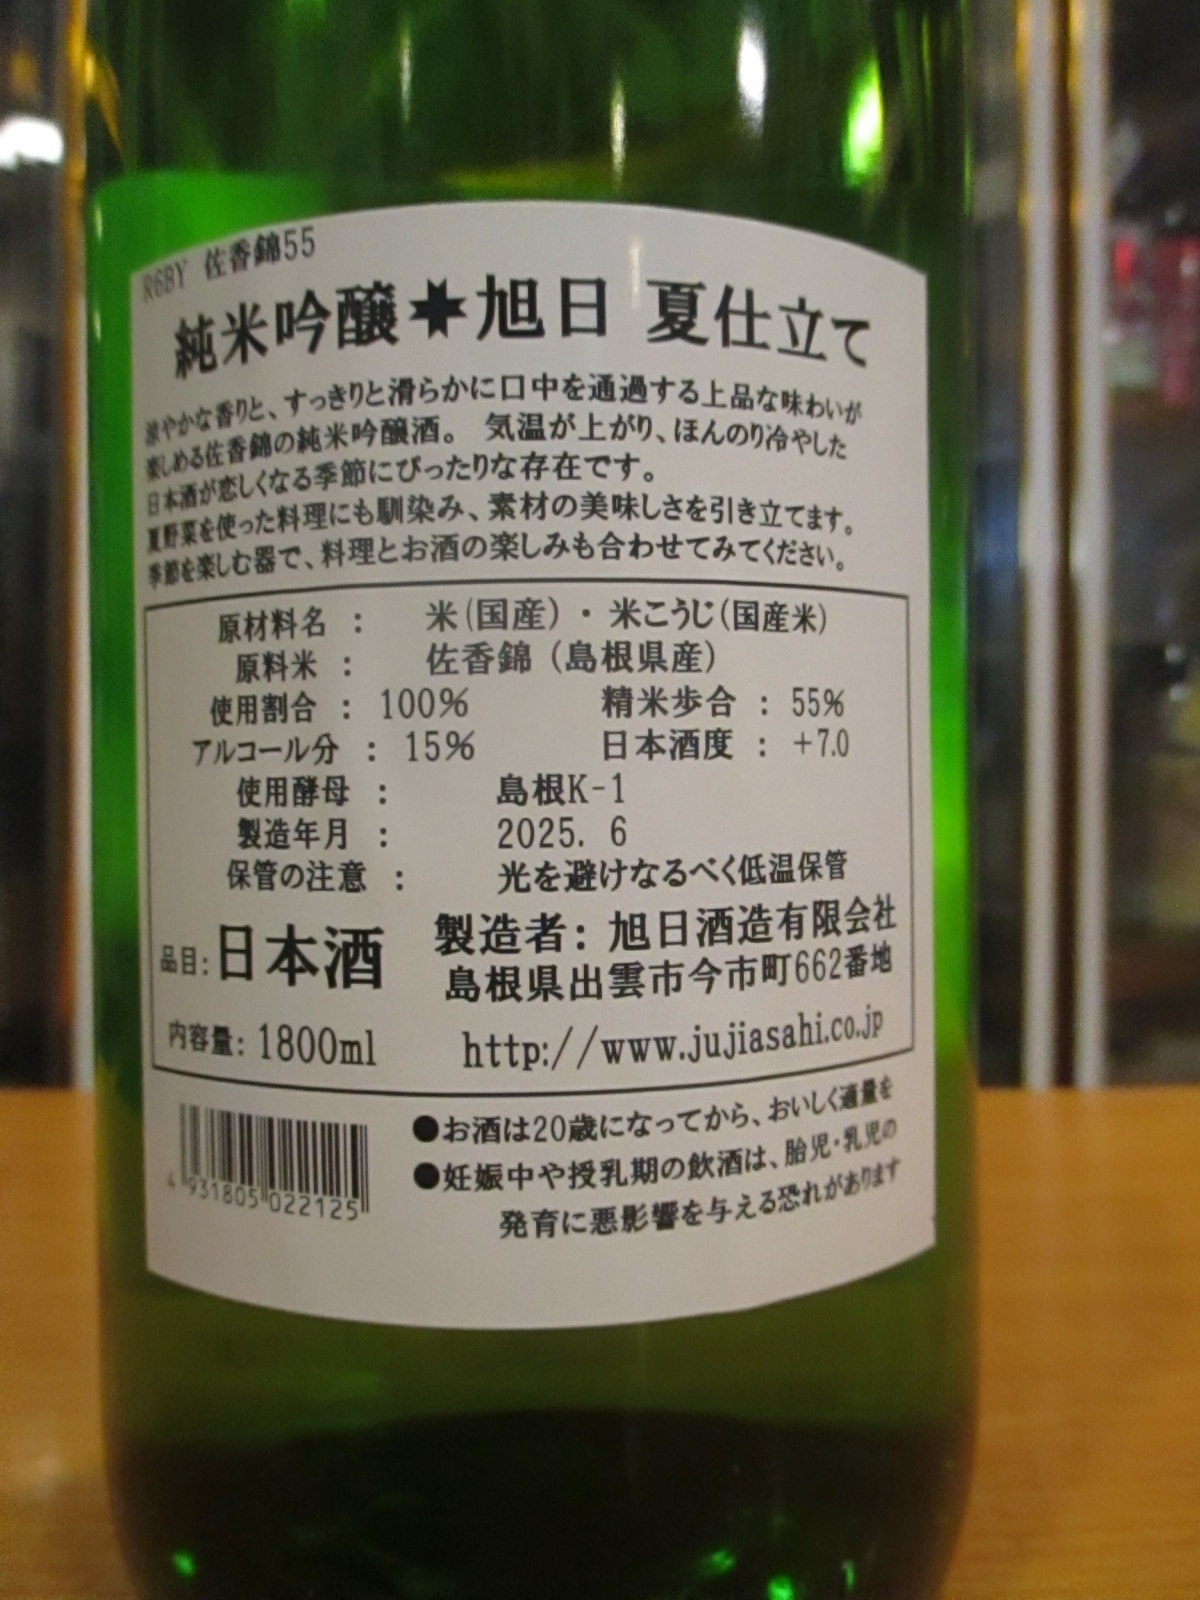 R6BY 佐香錦55
純米吟醸✷旭日 夏仕立て
涼やかな香りと、すっきりと滑らかに口中を通過する上品な味わいが
楽しめる佐香錦の純米吟醸酒。 気温が上がり、ほんのり冷やした
日本酒が恋しくなる季節にぴったりな存在です。
夏野菜を使った料理にも馴染み、素材の美味しさを引き立てます。
季節を楽しむ器で、料理とお酒の楽しみも合わせてみてください。
原材料名 : 米(国産)・米こうじ(国産米)
原料米 : 佐香錦(島根県産)
使用割合 : 100% 精米歩合 : 55%
アルコール分 : 15% 日本酒度 : +7.0
使用酵母 : 島根K-1
製造年月 : 2025. 6
保管の注意 : 光を避けなるべく低温保管
品目:日本酒 製造者: 旭日酒造有限会社
島根県出雲市今市町662番地
内容量: 1800ml http://www.jujiasahi.co.jp
●お酒は20歳になってから、おいしく適量を
●妊娠中や授乳期の飲酒は、胎児・乳児の
発育に悪影響を与える恐れがあります
4 931805 022125